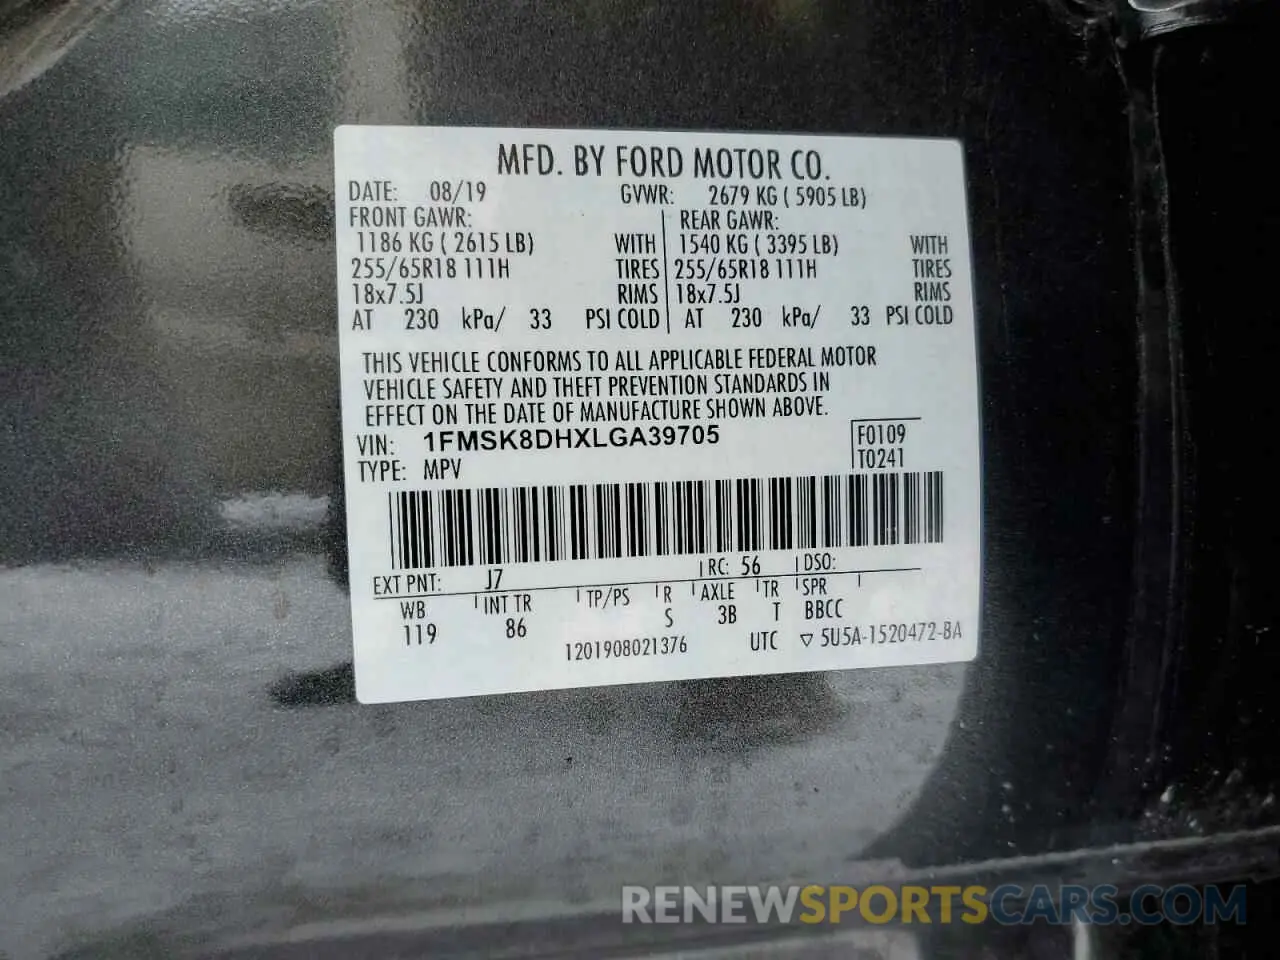 MFD. BY FORD MOTOR CO.
DATE: 08/19 GVWR: 2679 KG ( 5905 LB)
FRONT GAWR: REAR GAWR:
1186 KG ( 2615 LB) WITH 1540 KG ( 3395 LB) WITH
255/65R18 111H TIRES 255/65R18 111H TIRES
18x7.5J RIMS 18x7.5J RIMS
AT 230 kPa/ 33 PSI COLD AT 230 kPa/ 33 PSI COLD
THIS VEHICLE CONFORMS TO ALL APPLICABLE FEDERAL MOTOR
VEHICLE SAFETY AND THEFT PREVENTION STANDARDS IN
EFFECT ON THE DATE OF MANUFACTURE SHOWN ABOVE.
VIN: 1FMSK8DHXLGA39705 F0109
TYPE: MPV T0241
EXT PNT: J7 RC: 56 DSO:
WB INT TR TP/PS R AXLE TR SPR
119 86 S 3B T BBCC
1201908021376 UTC ▽ 5U5A-1520472-BA
RENEWSPORTSCARS.COM